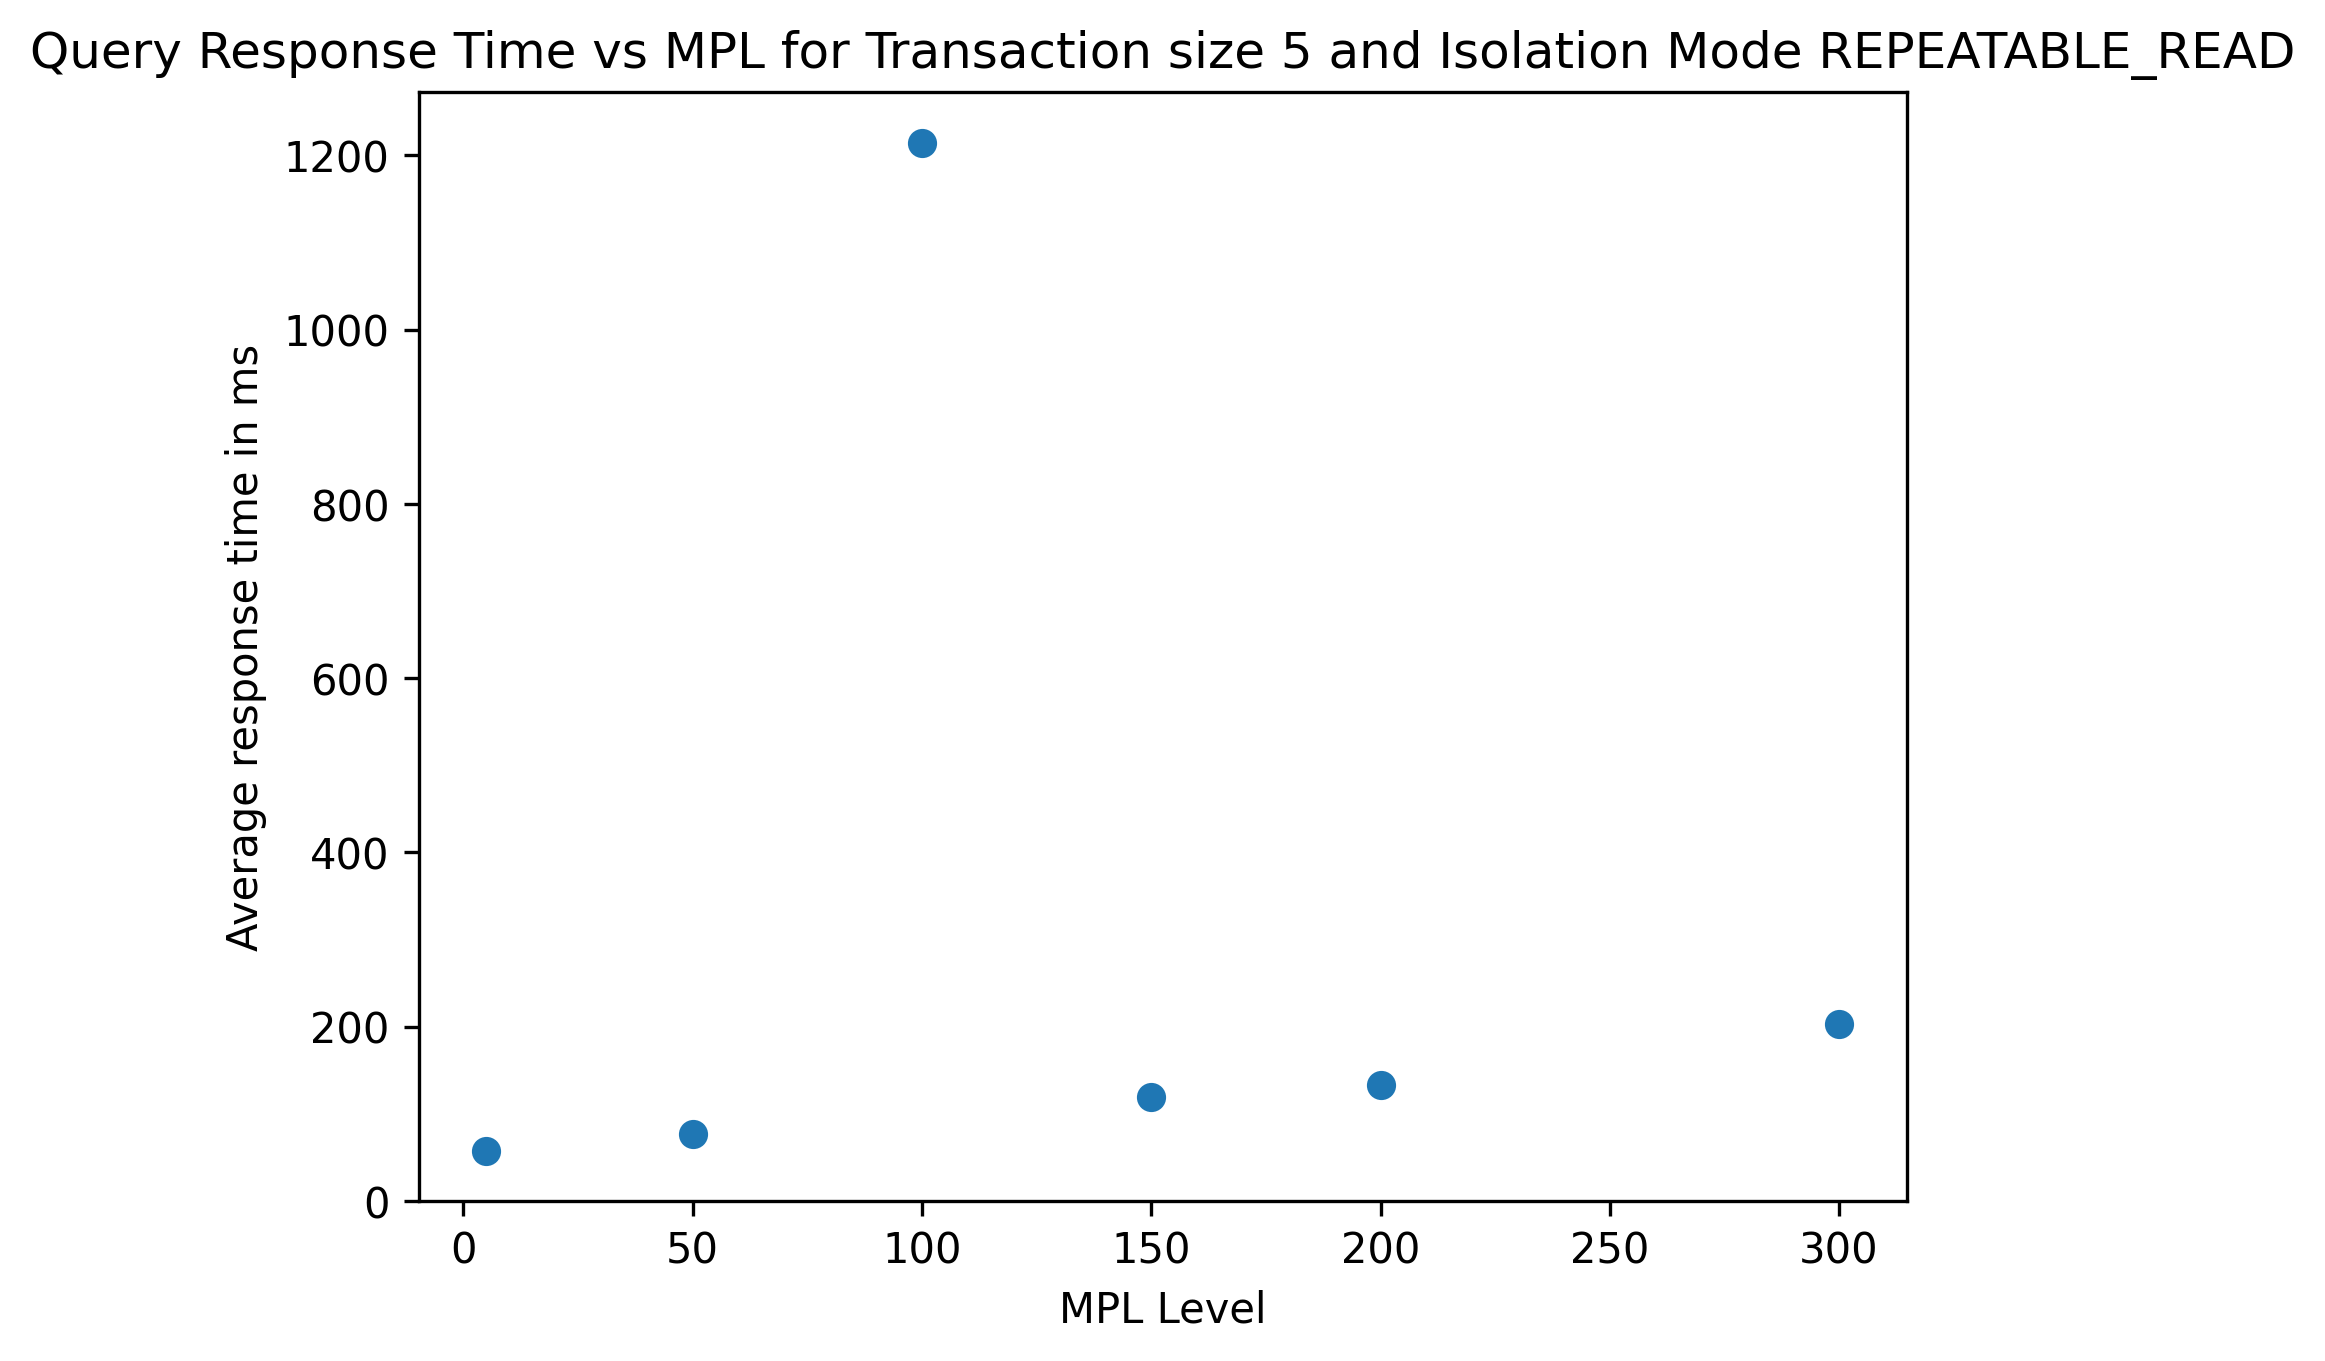 Query Response Time vs MPL for Transaction size 5 and Isolation Mode REPEATABLE_READ
1200
1000
800
600
400
200
0
Average response time in ms
0 50 100 150 200 250 300
MPL Level